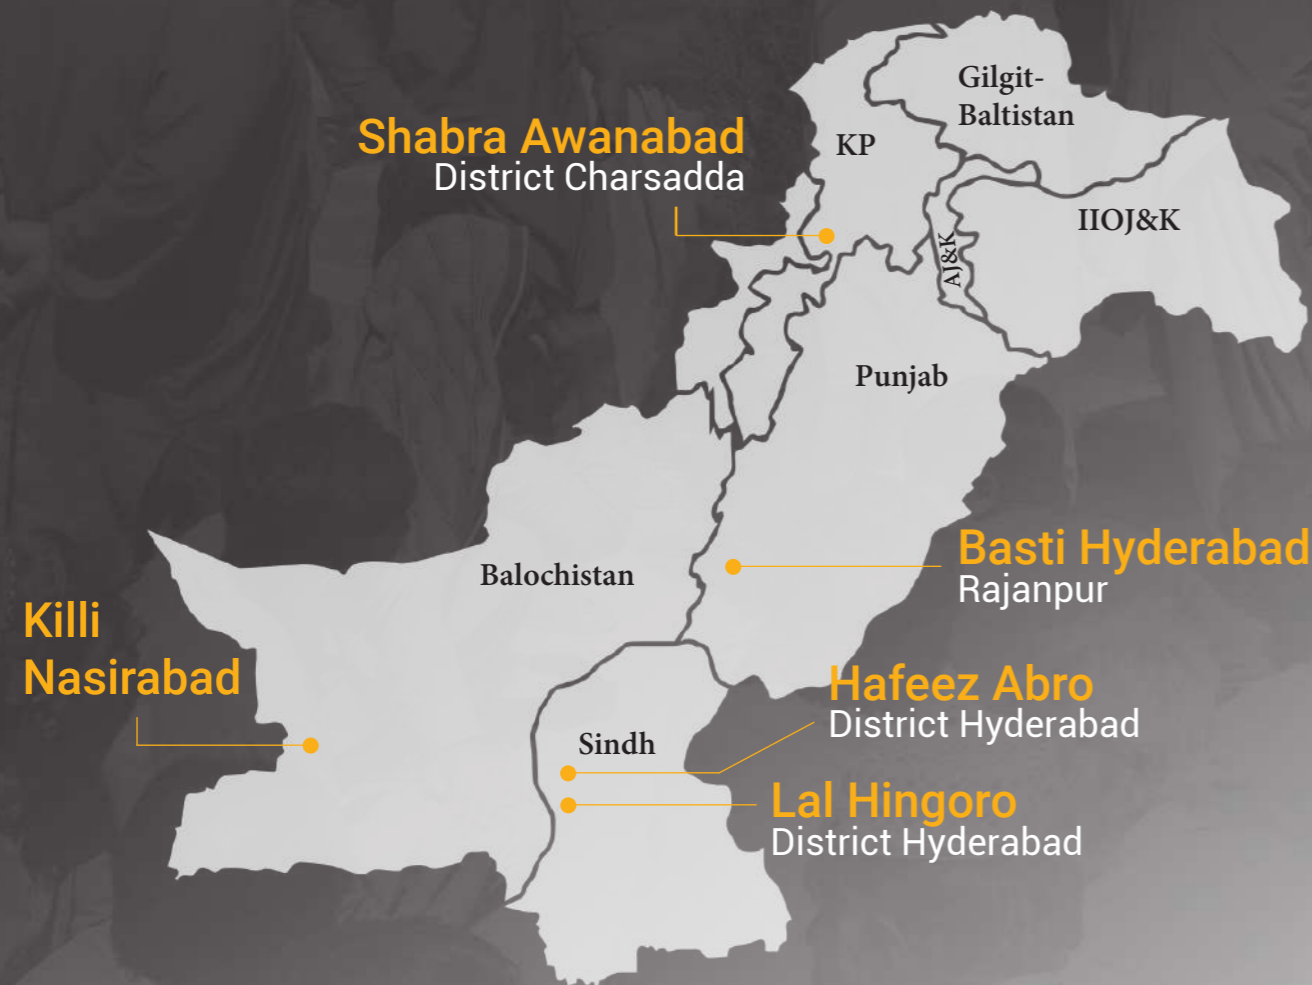 Gilgit-
Baltistan
Shabra Awanabad
District Charsadda
KP
IIOJ&K
AJ&K
Punjab
Basti Hyderabad
Rajanpur
Balochistan
Killi
Nasirabad
Hafeez Abro
District Hyderabad
Sindh
Lal Hingoro
District Hyderabad